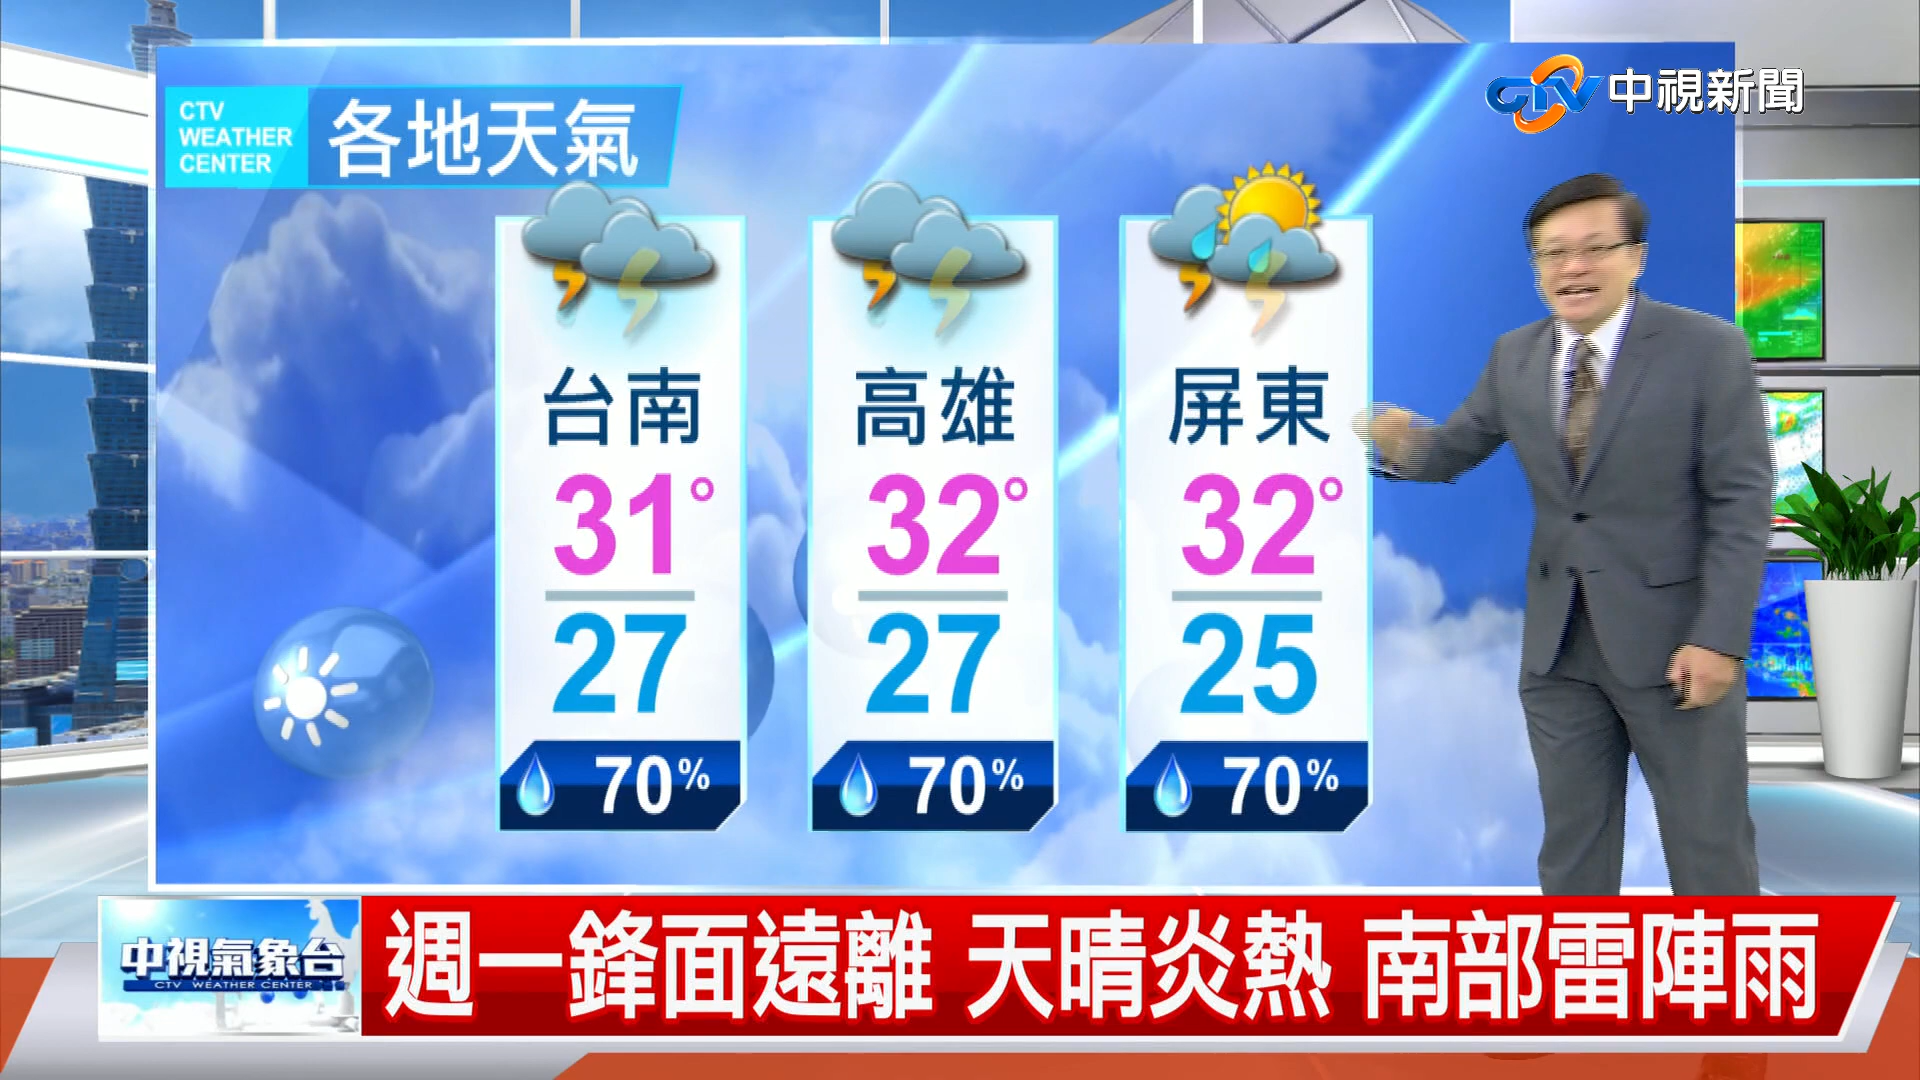 CTV
WEATHER
CENTER
各地天氣
CTV 中視新聞
台南 高雄 屏東
31° 32° 32°
27 27 25
70% 70% 70%
中視氣象台
CTV WEATHER CENTER
週一鋒面遠離 天晴炎熱 南部雷陣雨